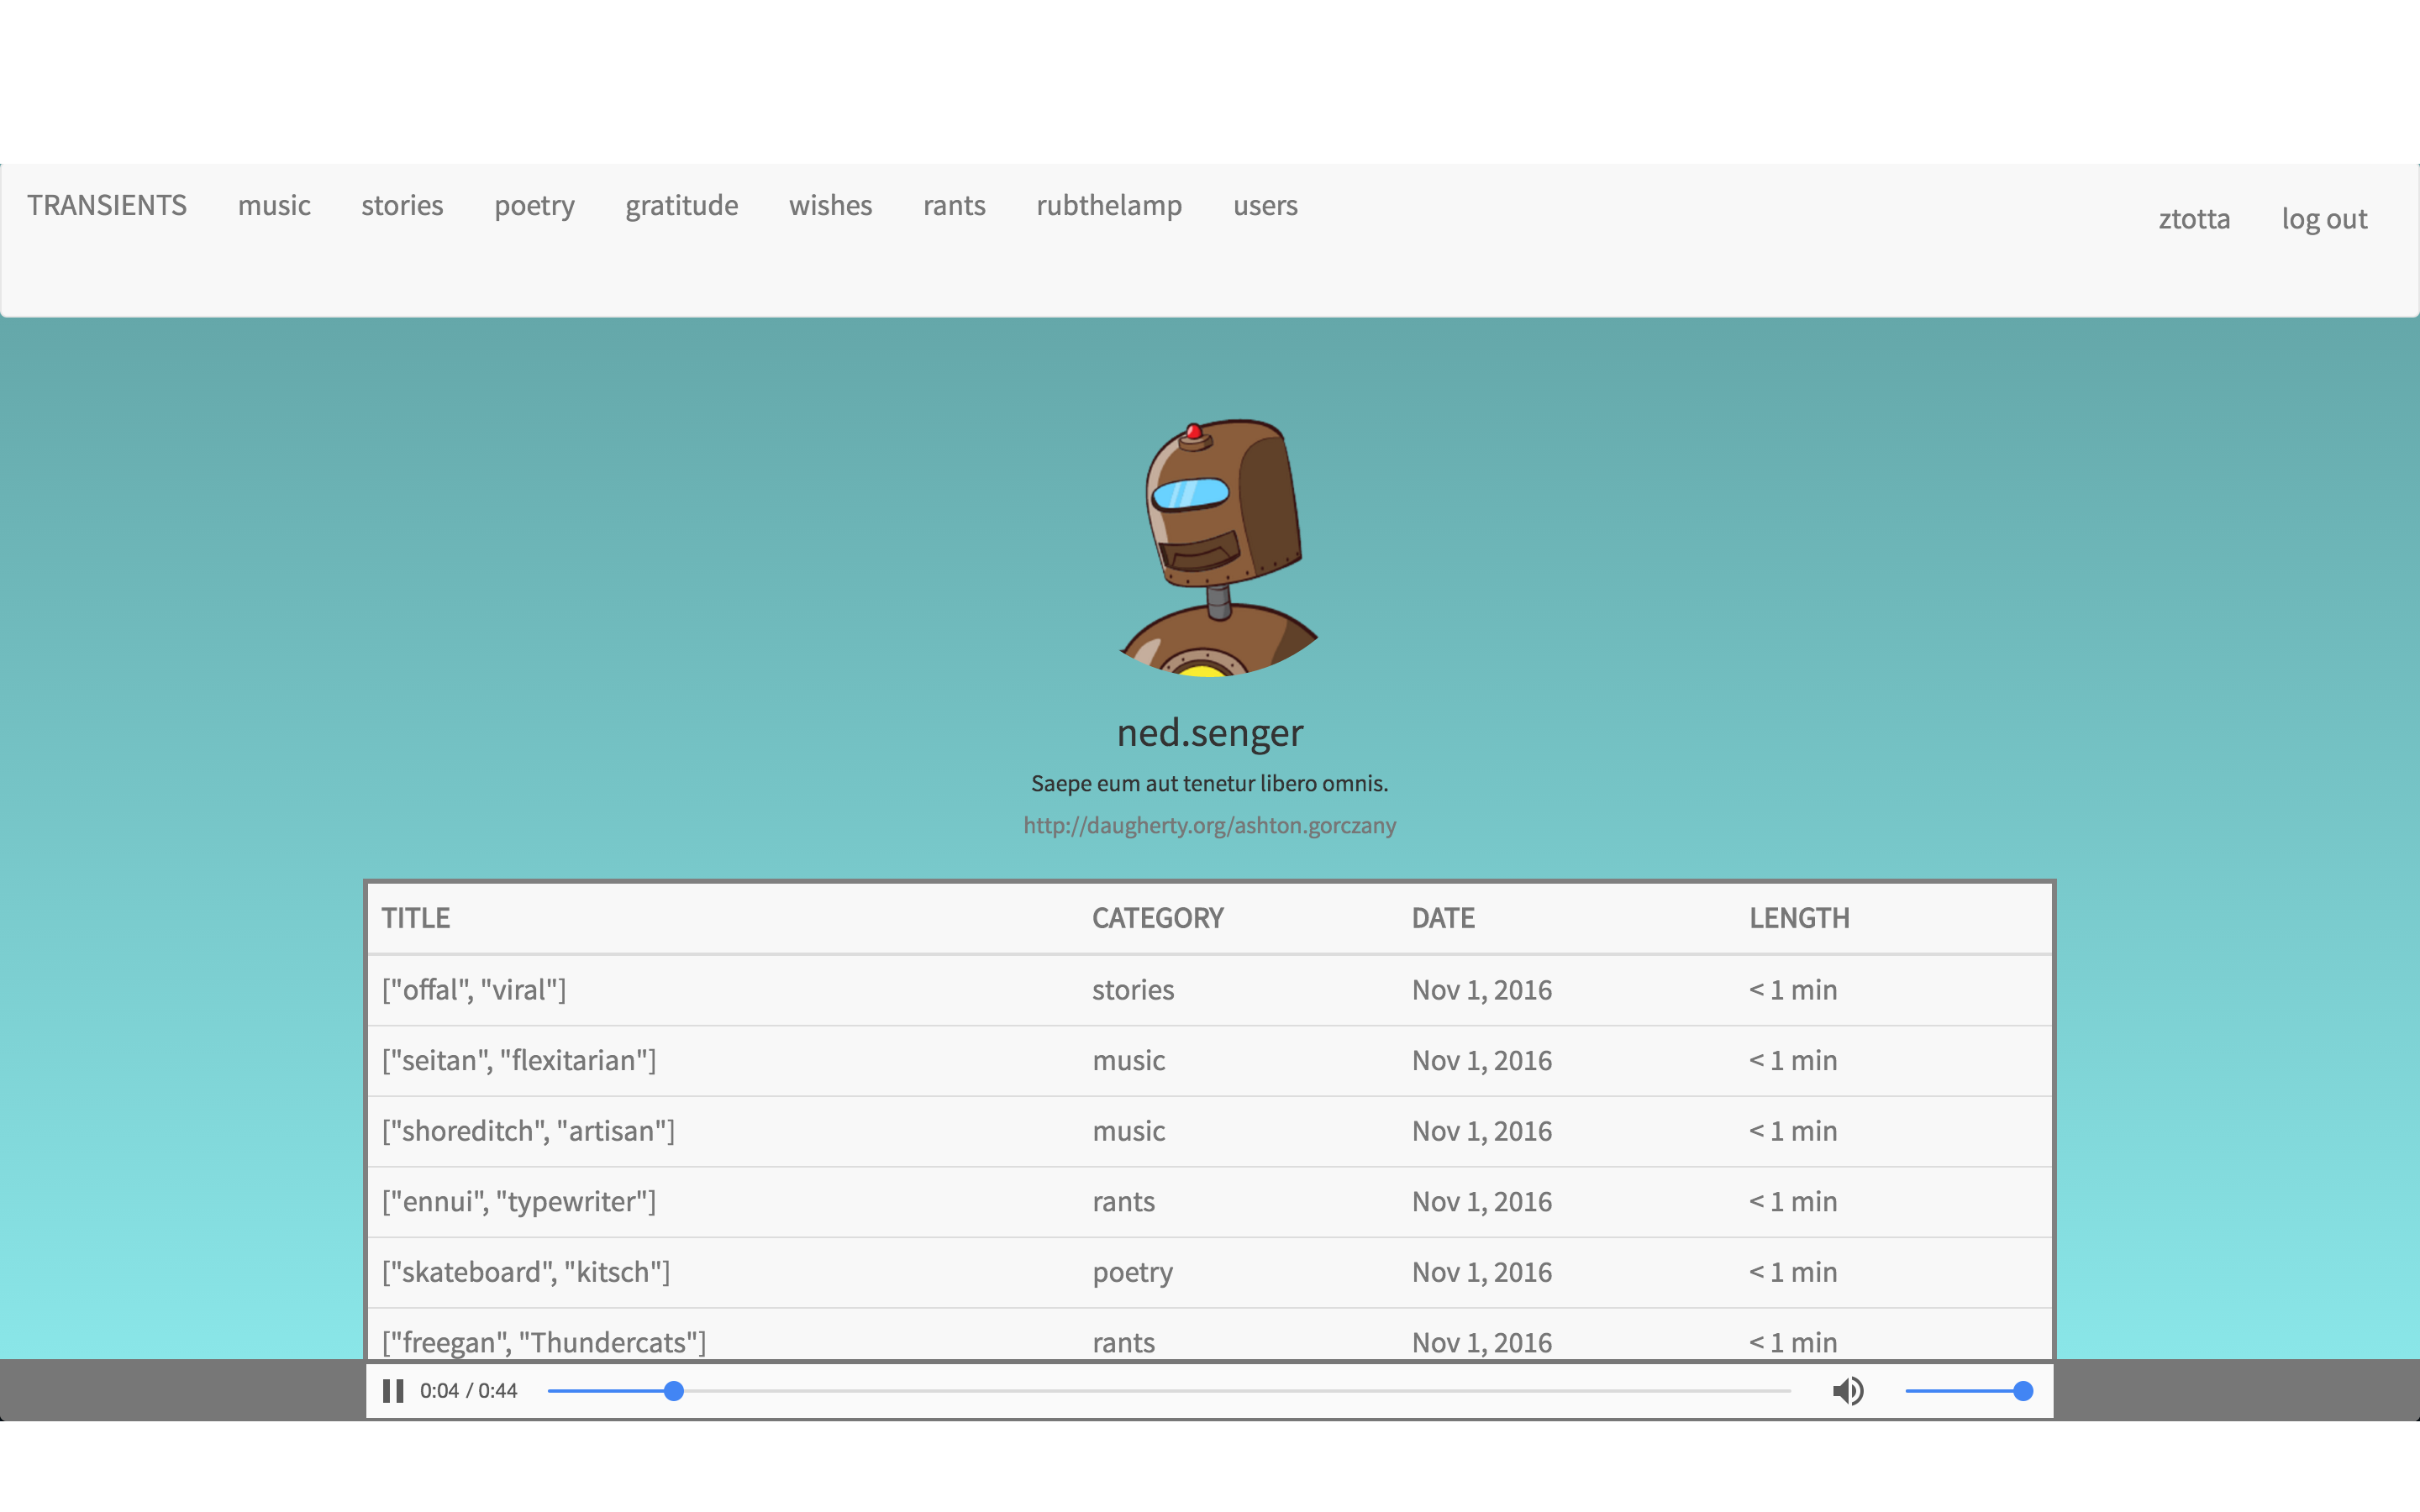 TRANSIENTS music stories poetry gratitude wishes rants rubthelamp users
ztotta log out
ned.senger
Saepe eum aut tenetur libero omnis.
http://daugherty.org/ashton.gorczany
TITLE CATEGORY DATE LENGTH
["offal", "viral"] stories Nov 1, 2016 < 1 min
["seitan", "flexitarian"] music Nov 1, 2016 < 1 min
["shoreditch", "artisan"] music Nov 1, 2016 < 1 min
["ennui", "typewriter"] rants Nov 1, 2016 < 1 min
["skateboard", "kitsch"] poetry Nov 1, 2016 < 1 min
["freegan", "Thundercats"] rants Nov 1, 2016 < 1 min
0:04 / 0:44